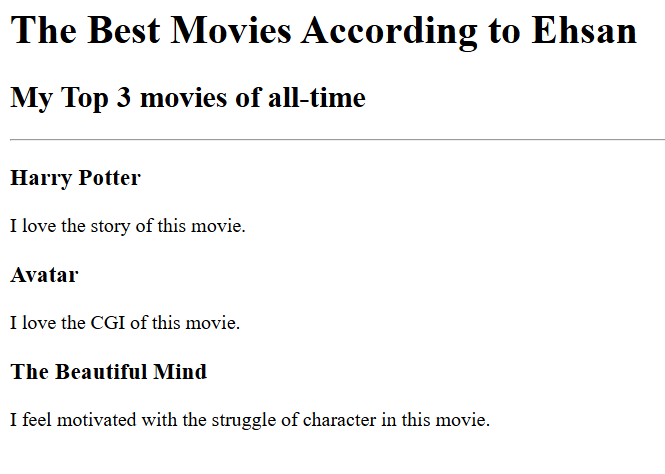 The Best Movies According to Ehsan
My Top 3 movies of all-time
Harry Potter
I love the story of this movie.
Avatar
I love the CGI of this movie.
The Beautiful Mind
I feel motivated with the struggle of character in this movie.